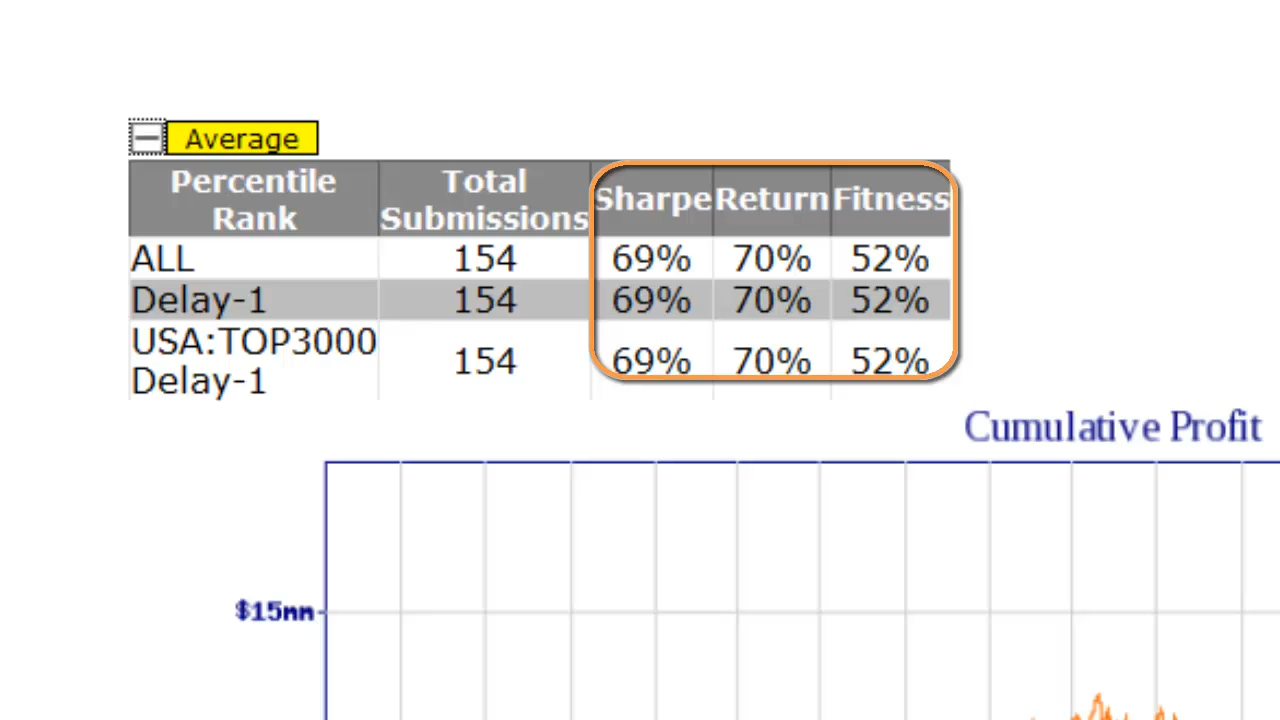 Average
Percentile Rank Total Submissions Sharpe Return Fitness
ALL 154 69% 70% 52%
Delay-1 154 69% 70% 52%
USA:TOP3000 Delay-1 154 69% 70% 52%
Cumulative Profit
$15mn